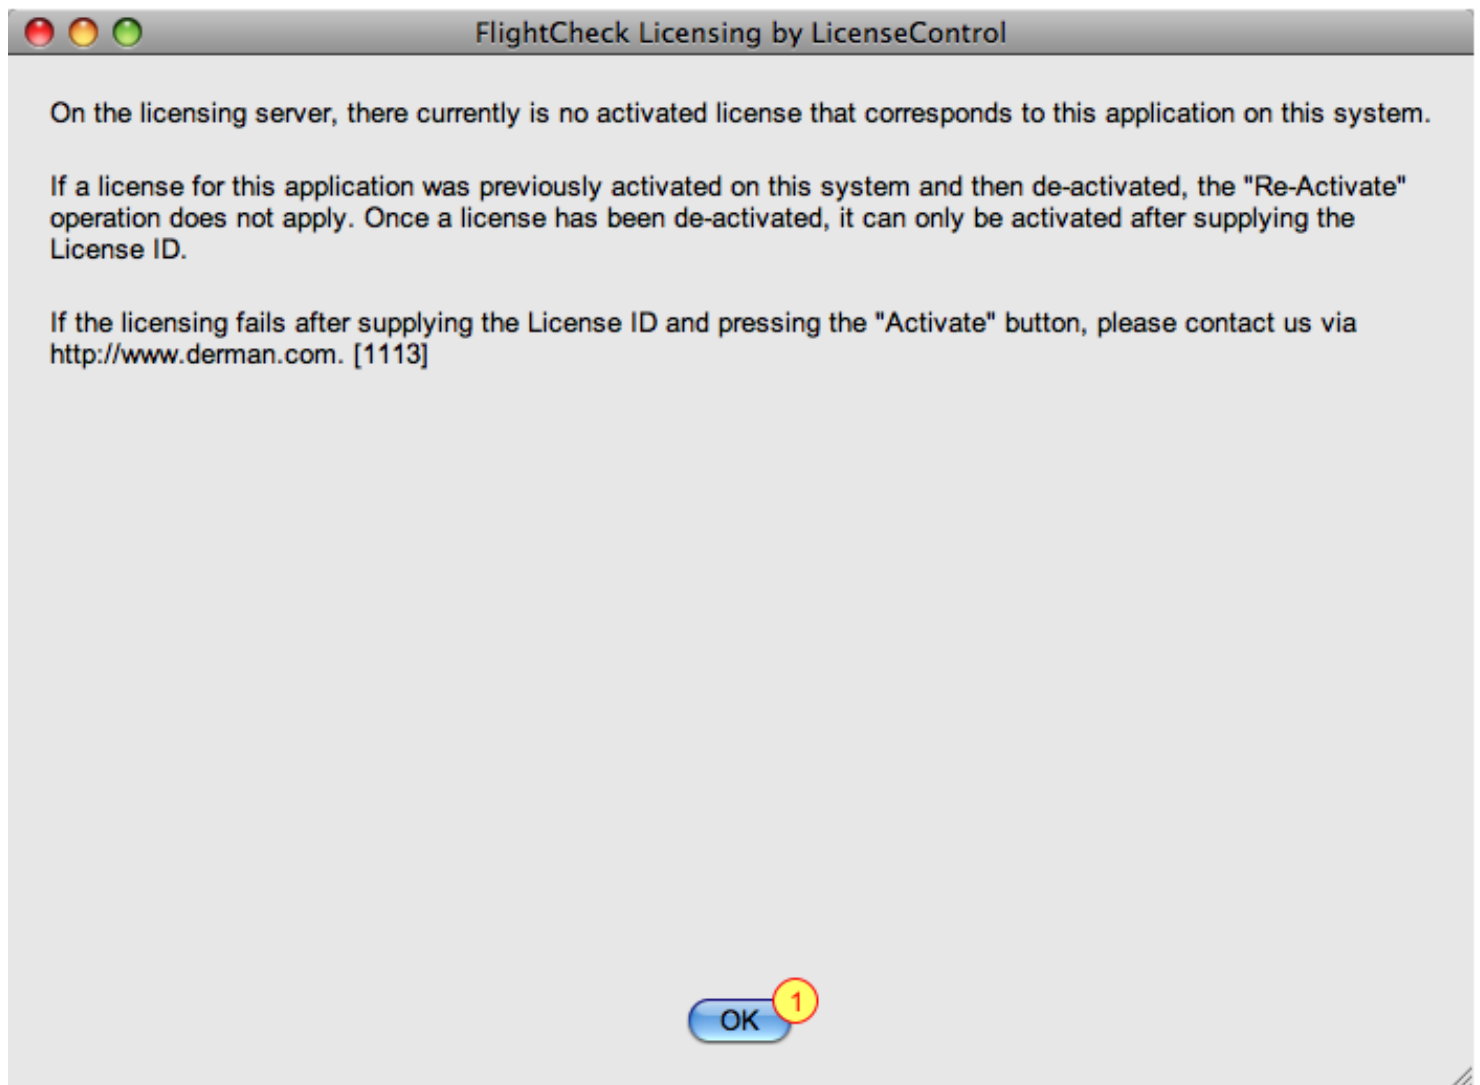 FlightCheck Licensing by LicenseControl
On the licensing server, there currently is no activated license that corresponds to this application on this system.
If a license for this application was previously activated on this system and then de-activated, the "Re-Activate"
operation does not apply. Once a license has been de-activated, it can only be activated after supplying the
License ID.
If the licensing fails after supplying the License ID and pressing the "Activate" button, please contact us via
http://www.derman.com. [1113]
1
OK